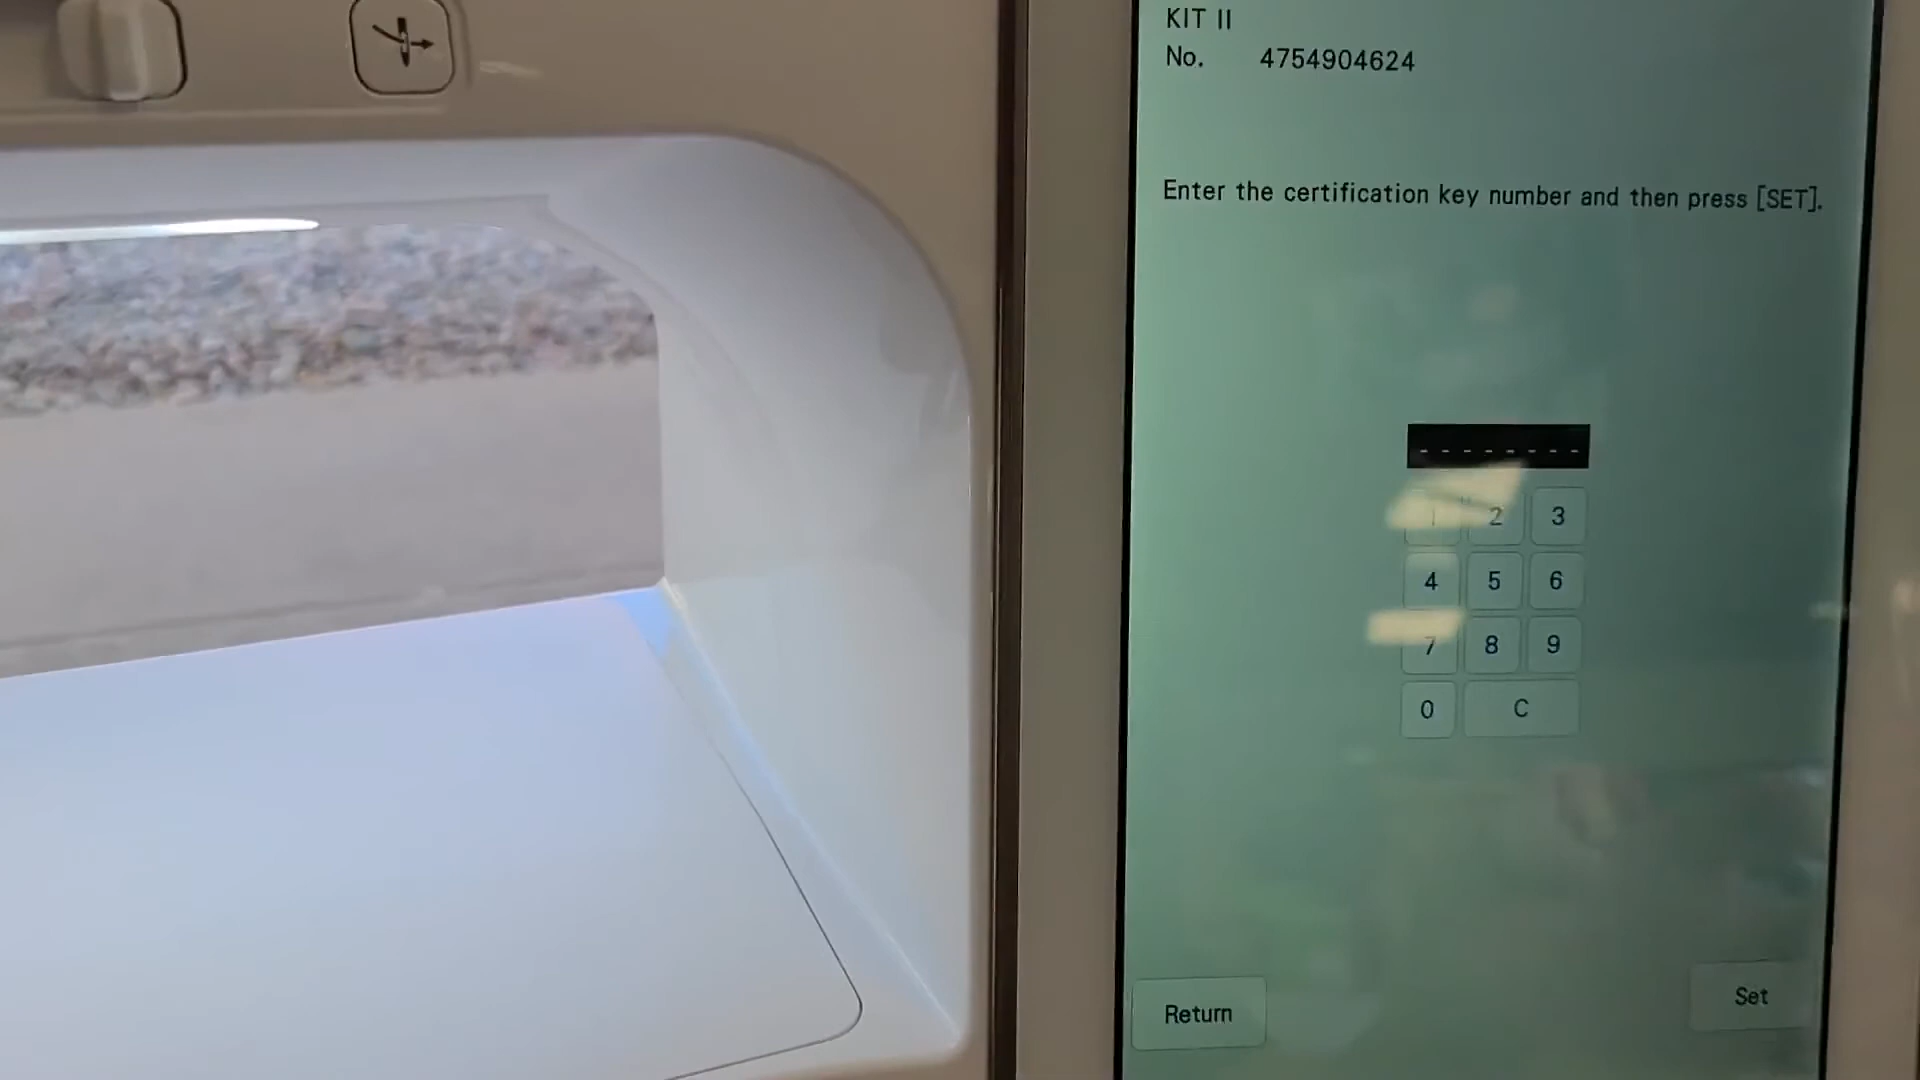 KIT II
No. 4754904624
Enter the certification key number and then press [SET].
- - - - - - - -
1 2 3
4 5 6
7 8 9
0 C
Return
Set